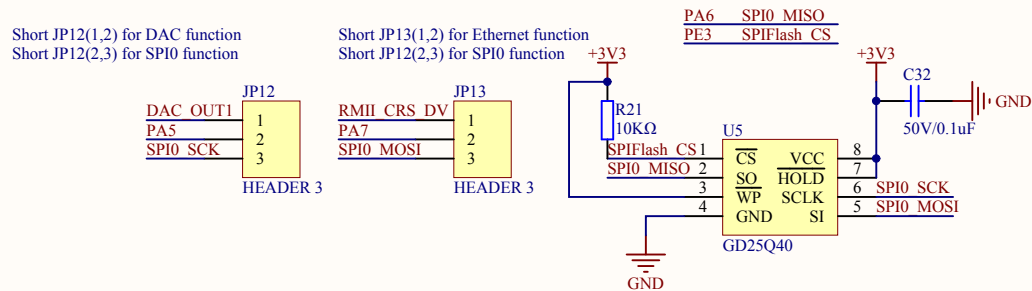 PA6 SPI0_MISO
PE3 SPIFlash_CS
Short JP12(1,2) for DAC function
Short JP12(2,3) for SPI0 function
Short JP13(1,2) for Ethernet function
Short JP12(2,3) for SPI0 function
JP12
DAC_OUT1 1
PA5 2
SPI0_SCK 3
HEADER 3
JP13
RMII_CRS_DV 1
PA7 2
SPI0_MOSI 3
HEADER 3
+3V3
R21
10KΩ
+3V3
C32
50V/0.1uF
GND
U5
SPIFlash_CS 1 CS VCC 8
SPI0_MISO 2 SO HOLD 7
3 WP SCLK 6 SPI0_SCK
4 GND SI 5 SPI0_MOSI
GD25Q40
GND